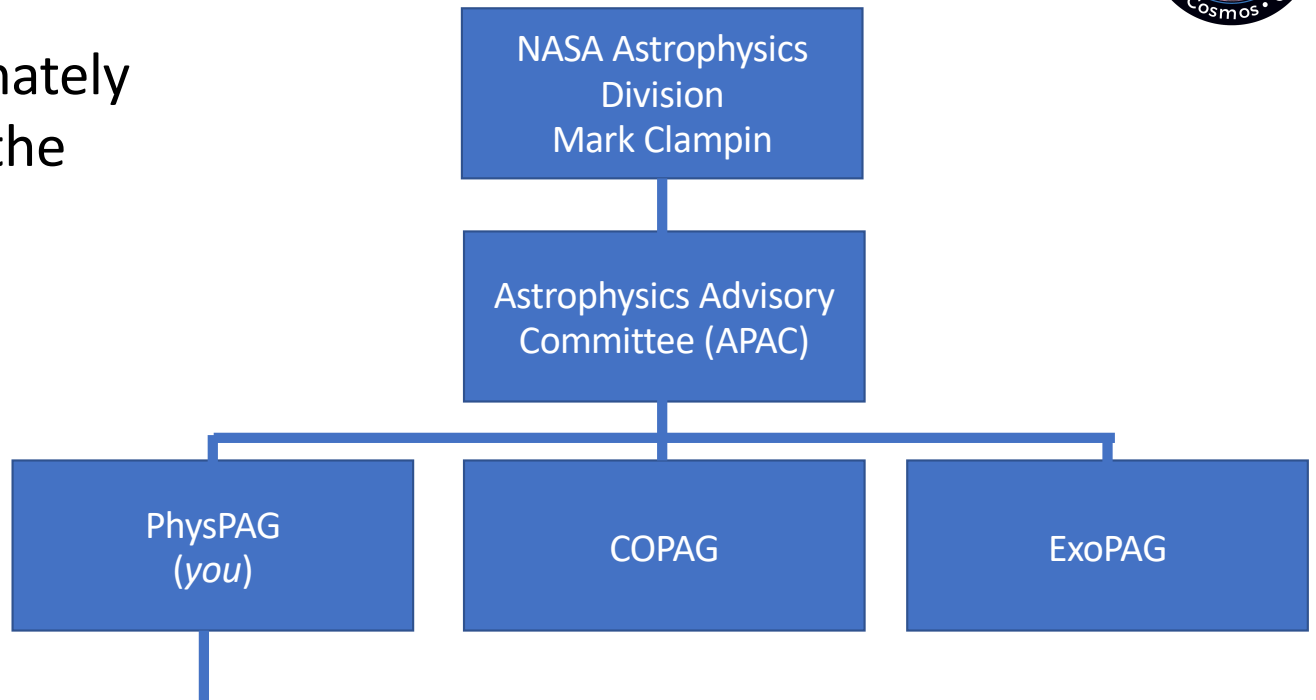 Cosmos •
nately
the
NASA Astrophysics
Division
Mark Clampin
Astrophysics Advisory
Committee (APAC)
PhysPAG
(you)
COPAG
ExoPAG